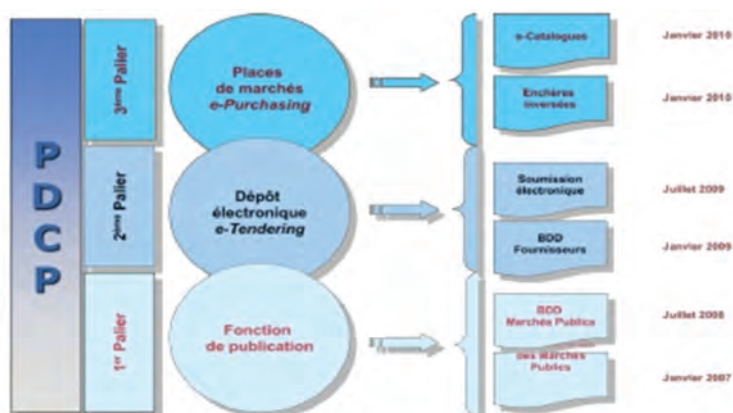 PDCP
3ème Palier
Places
de marchés
e-Purchasing
e-Catalogues
Janvier 2010
Enchères
Inversées
Janvier 2010
2ème Palier
Dépôt
électronique
e-Tendering
Soumission
électronique
Juillet 2009
BDD
Fournisseurs
Janvier 2009
1er Palier
Fonction
de publication
BDD
Marchés Publics
Juillet 2008
des Marchés
Publics
Janvier 2007